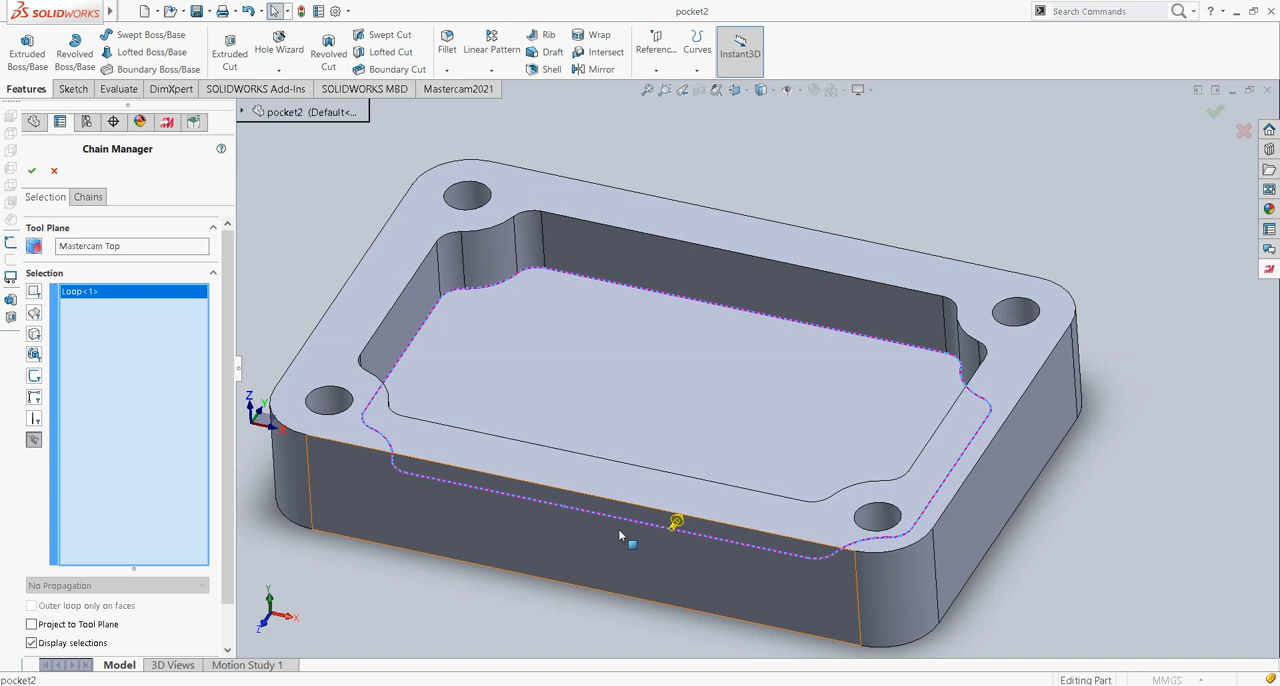 SOLIDWORKS
pocket2
Search Commands
?
Extruded Boss/Base
Revolved Boss/Base
Swept Boss/Base
Lofted Boss/Base
Boundary Boss/Base
Extruded Cut
Hole Wizard
Revolved Cut
Swept Cut
Lofted Cut
Boundary Cut
Fillet
Linear Pattern
Rib
Draft
Shell
Wrap
Intersect
Mirror
Referenc...
Curves
Instant3D
Features
Sketch
Evaluate
DimXpert
SOLIDWORKS Add-Ins
SOLIDWORKS MBD
Mastercam2021
pocket2 (Default<...
Chain Manager
?
Selection
Chains
Tool Plane
Mastercam Top
Selection
Loop<1>
No Propagation
Outer loop only on faces
Project to Tool Plane
Display selections
Z
Y
X
Y
X
Z
Model
3D Views
Motion Study 1
pocket2
Editing Part
MMGS